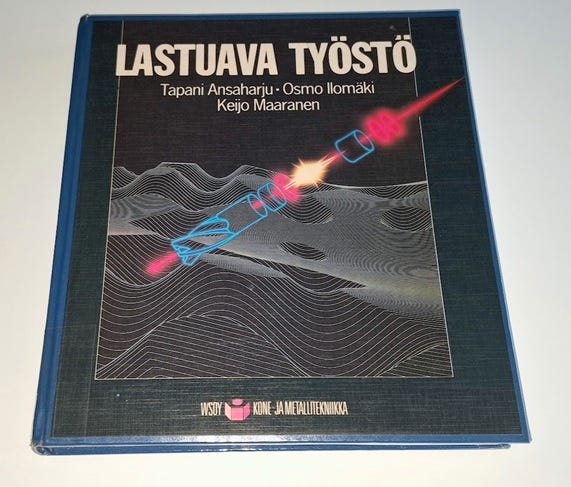 LASTUAVA TYÖSTÖ
Tapani Ansaharju • Osmo Ilomäki
Keijo Maaranen
WSOY KONE- JA METALLITEKNIIKKA